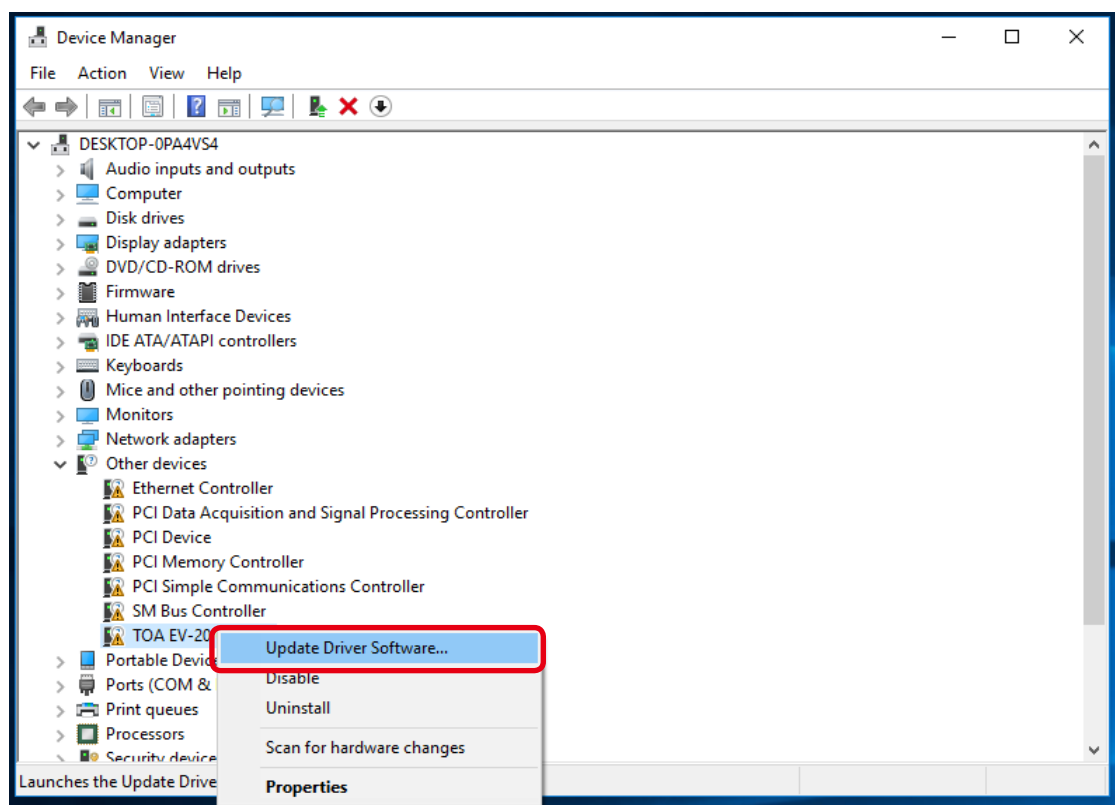 Device Manager
File Action View Help
DESKTOP-0PA4VS4
Audio inputs and outputs
Computer
Disk drives
Display adapters
DVD/CD-ROM drives
Firmware
Human Interface Devices
IDE ATA/ATAPI controllers
Keyboards
Mice and other pointing devices
Monitors
Network adapters
Other devices
Ethernet Controller
PCI Data Acquisition and Signal Processing Controller
PCI Device
PCI Memory Controller
PCI Simple Communications Controller
SM Bus Controller
TOA EV-20
Update Driver Software...
Portable Device
Disable
Ports (COM &
Uninstall
Print queues
Processors
Scan for hardware changes
Security device
Launches the Update Drive
Properties